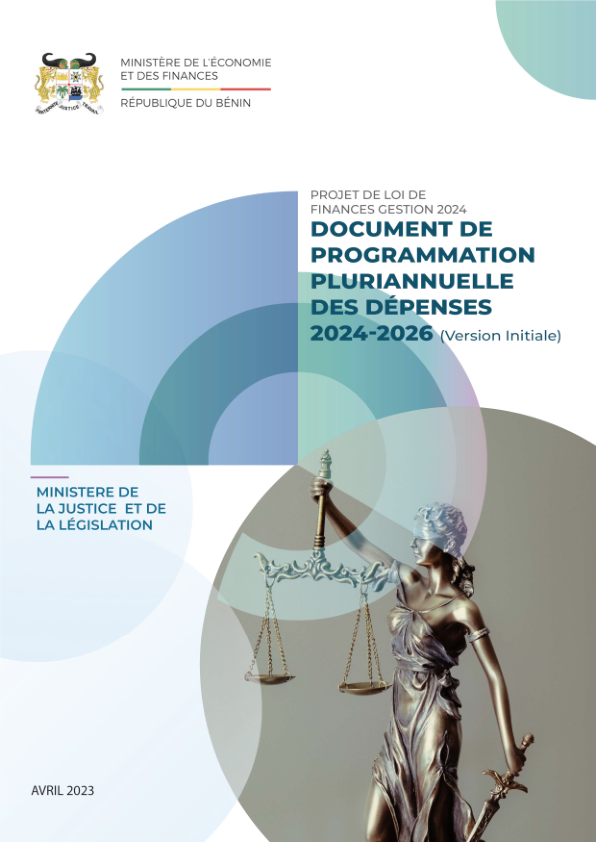 MINISTÈRE DE L'ÉCONOMIE
ET DES FINANCES
RÉPUBLIQUE DU BÉNIN
FRATERNITÉ JUSTICE TRAVAIL
PROJET DE LOI DE
FINANCES GESTION 2024
DOCUMENT DE
PROGRAMMATION
PLURIANNUELLE
DES DÉPENSES
2024-2026 (Version Initiale)
MINISTERE DE
LA JUSTICE ET DE
LA LÉGISLATION
AVRIL 2023